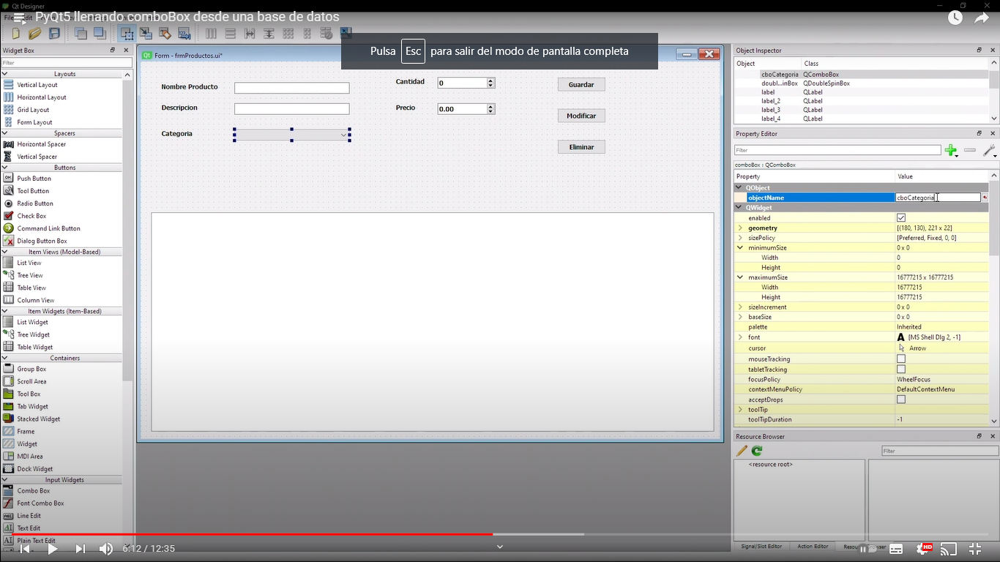 Qt Designer
PyQt5 llenando comboBox desde una base de datos
Pulsa Esc para salir del modo de pantalla completa
Widget Box
Filter
Layouts
Vertical Layout
Horizontal Layout
Grid Layout
Form Layout
Spacers
Horizontal Spacer
Vertical Spacer
Buttons
Push Button
Tool Button
Radio Button
Check Box
Command Link Button
Dialog Button Box
Item Views (Model-Based)
List View
Tree View
Table View
Column View
Item Widgets (Item-Based)
List Widget
Tree Widget
Table Widget
Containers
Group Box
Scroll Area
Tool Box
Tab Widget
Stacked Widget
Frame
Widget
MDI Area
Dock Widget
Input Widgets
Combo Box
Font Combo Box
Line Edit
Text Edit
Plain Text Edit
Form - frmProductos.ui*
Nombre Producto
Cantidad 0
Guardar
Descripcion
Precio 0.00
Modificar
Categoria
Eliminar
Object Inspector
Object Class
cboCategoria QComboBox
doubl...inBox QDoubleSpinBox
label QLabel
label_2 QLabel
label_3 QLabel
label_4 QLabel
Property Editor
Filter
comboBox : QComboBox
Property Value
QObject
objectName cboCategoria
QWidget
enabled
geometry [(180, 130), 221 x 22]
sizePolicy [Preferred, Fixed, 0, 0]
minimumSize 0 x 0
Width 0
Height 0
maximumSize 16777215 x 16777215
Width 16777215
Height 16777215
sizeIncrement 0 x 0
baseSize 0 x 0
palette Inherited
font A [MS Shell Dlg 2, -1]
cursor Arrow
mouseTracking
tabletTracking
focusPolicy WheelFocus
contextMenuPolicy DefaultContextMenu
acceptDrops
toolTip
toolTipDuration -1
Resource Browser
Filter
<resource root>
Signal/Slot Editor Action Editor
6:12 / 12:35
HD